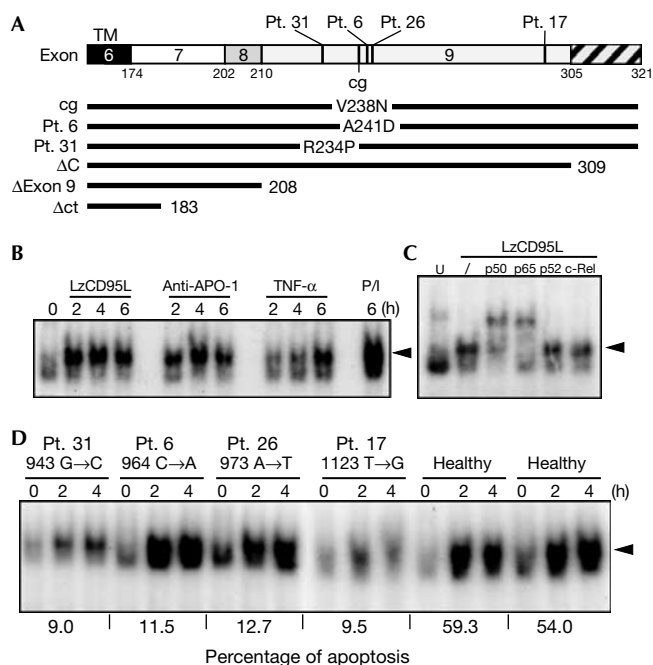 A
Pt. 31 Pt. 6 Pt. 26 Pt. 17
TM
Exon 6 7 8 9
174 202 210 cg 305 321
cg V238N
Pt. 6 A241D
Pt. 31 R234P
ΔC 309
ΔExon 9 208
Δct 183
B
LzCD95L Anti-APO-1 TNF-α P/I
0 2 4 6 2 4 6 2 4 6 6 (h)
C
LzCD95L
U / p50 p65 p52 c-Rel
D
Pt. 31 Pt. 6 Pt. 26 Pt. 17
943 G→C 964 C→A 973 A→T 1123 T→G Healthy Healthy
0 2 4 0 2 4 0 2 4 0 2 4 0 2 4 0 2 4 (h)
9.0 11.5 12.7 9.5 59.3 54.0
Percentage of apoptosis